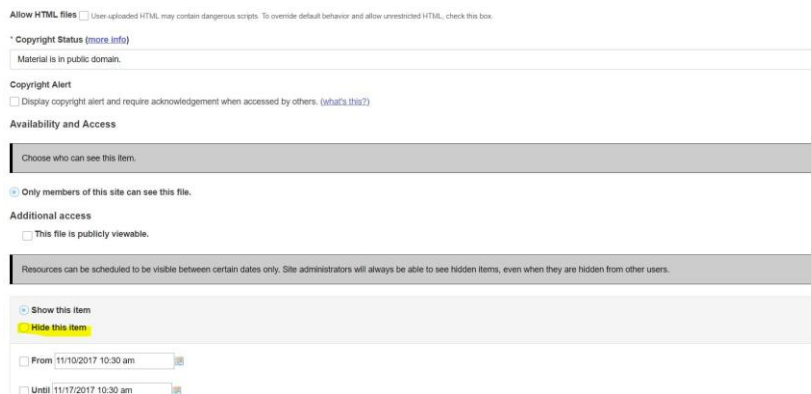 Allow HTML files User-uploaded HTML may contain dangerous scripts. To override default behavior and allow unrestricted HTML, check this box.
* Copyright Status (more info)
Material is in public domain.
Copyright Alert
Display copyright alert and require acknowledgement when accessed by others. (what's this?)
Availability and Access
Choose who can see this item.
Only members of this site can see this file.
Additional access
This file is publicly viewable.
Resources can be scheduled to be visible between certain dates only. Site administrators will always be able to see hidden items, even when they are hidden from other users.
Show this item
Hide this item
From 11/10/2017 10:30 am
Until 11/17/2017 10:30 am